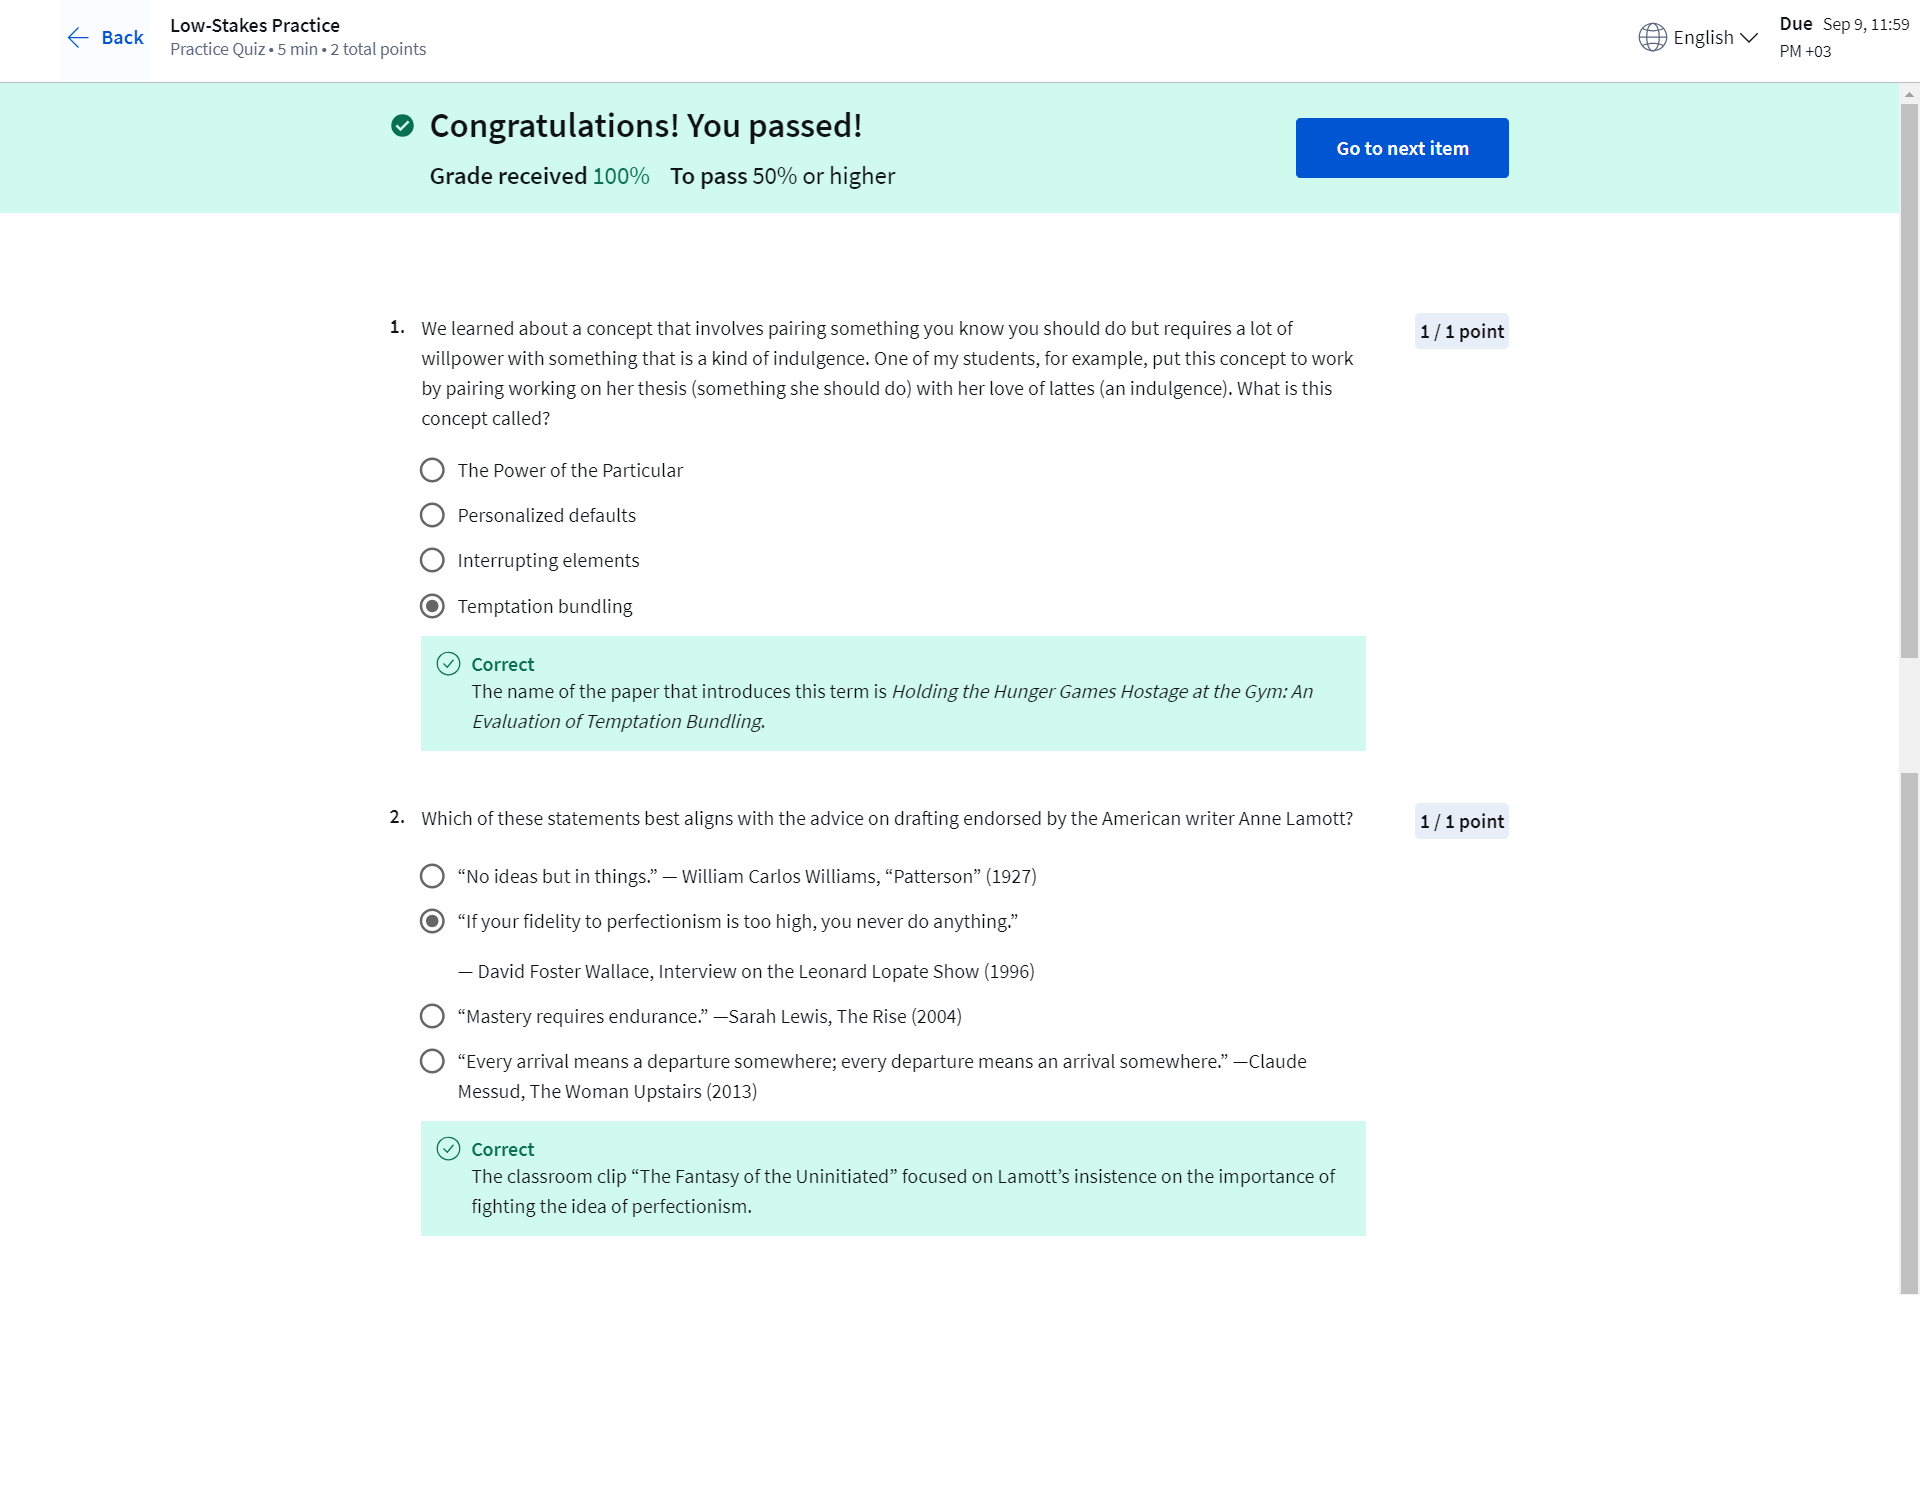 Back
Low-Stakes Practice
Practice Quiz • 5 min • 2 total points
English
Due Sep 9, 11:59
PM +03
Congratulations! You passed!
Grade received 100% To pass 50% or higher
Go to next item
1. We learned about a concept that involves pairing something you know you should do but requires a lot of
willpower with something that is a kind of indulgence. One of my students, for example, put this concept to work
by pairing working on her thesis (something she should do) with her love of lattes (an indulgence). What is this
concept called?
1 / 1 point
The Power of the Particular
Personalized defaults
Interrupting elements
Temptation bundling
Correct
The name of the paper that introduces this term is Holding the Hunger Games Hostage at the Gym: An
Evaluation of Temptation Bundling.
2. Which of these statements best aligns with the advice on drafting endorsed by the American writer Anne Lamott?
1 / 1 point
“No ideas but in things.” — William Carlos Williams, “Patterson” (1927)
“If your fidelity to perfectionism is too high, you never do anything.”
— David Foster Wallace, Interview on the Leonard Lopate Show (1996)
“Mastery requires endurance.” —Sarah Lewis, The Rise (2004)
“Every arrival means a departure somewhere; every departure means an arrival somewhere.” —Claude
Messud, The Woman Upstairs (2013)
Correct
The classroom clip “The Fantasy of the Uninitiated” focused on Lamott’s insistence on the importance of
fighting the idea of perfectionism.